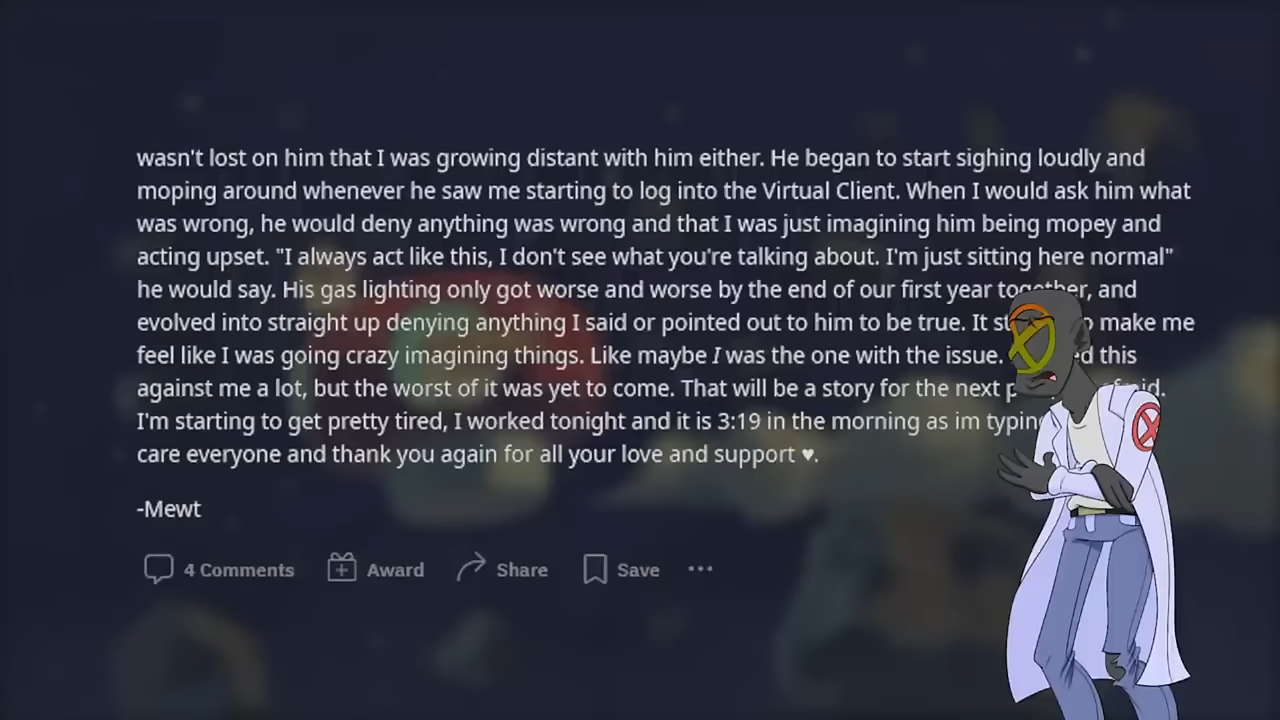 wasn't lost on him that I was growing distant with him either. He began to start sighing loudly and
moping around whenever he saw me starting to log into the Virtual Client. When I would ask him what
was wrong, he would deny anything was wrong and that I was just imagining him being mopey and
acting upset. "I always act like this, I don't see what you're talking about. I'm just sitting here normal"
he would say. His gas lighting only got worse and worse by the end of our first year together, and
evolved into straight up denying anything I said or pointed out to him to be true. It make me
feel like I was going crazy imagining things. Like maybe I was the one with the issue. this
against me a lot, but the worst of it was yet to come. That will be a story for the next
I'm starting to get pretty tired, I worked tonight and it is 3:19 in the morning as im typing
care everyone and thank you again for all your love and support ♥.
-Mewt
4 Comments Award Share Save ...